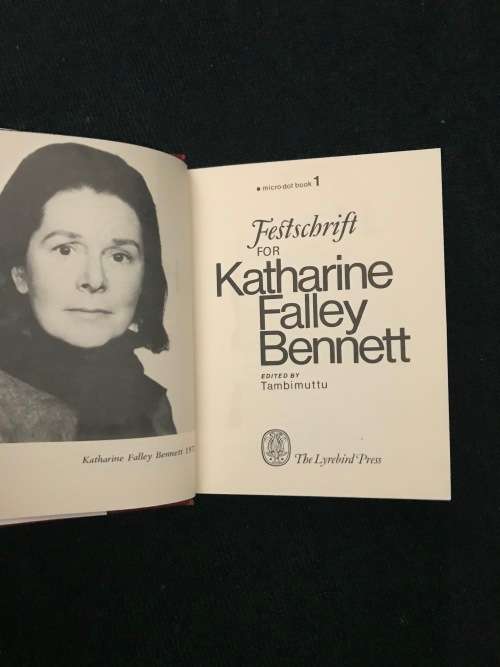 Katharine Falley Bennett
• micro dot book 1
Festschrift
FOR
Katharine
Falley
Bennett
EDITED BY
Tambimuttu
The Lyrebird Press